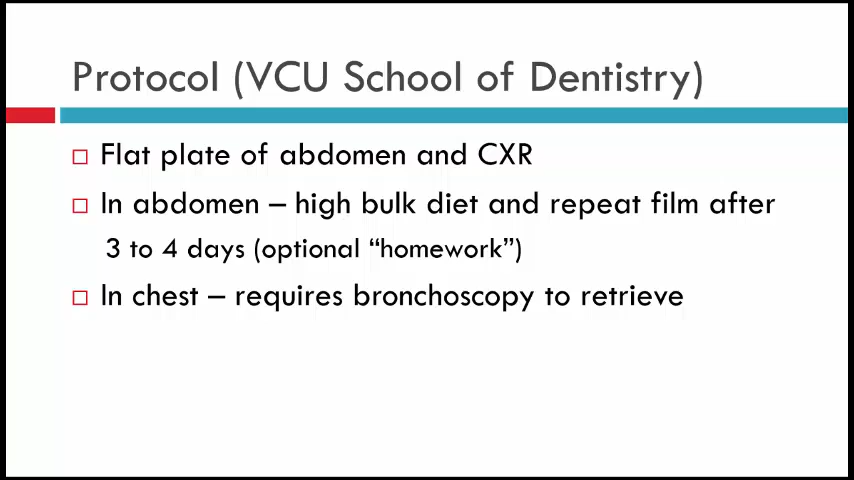 Protocol (VCU School of Dentistry)
Flat plate of abdomen and CXR
In abdomen – high bulk diet and repeat film after
3 to 4 days (optional “homework”)
In chest – requires bronchoscopy to retrieve